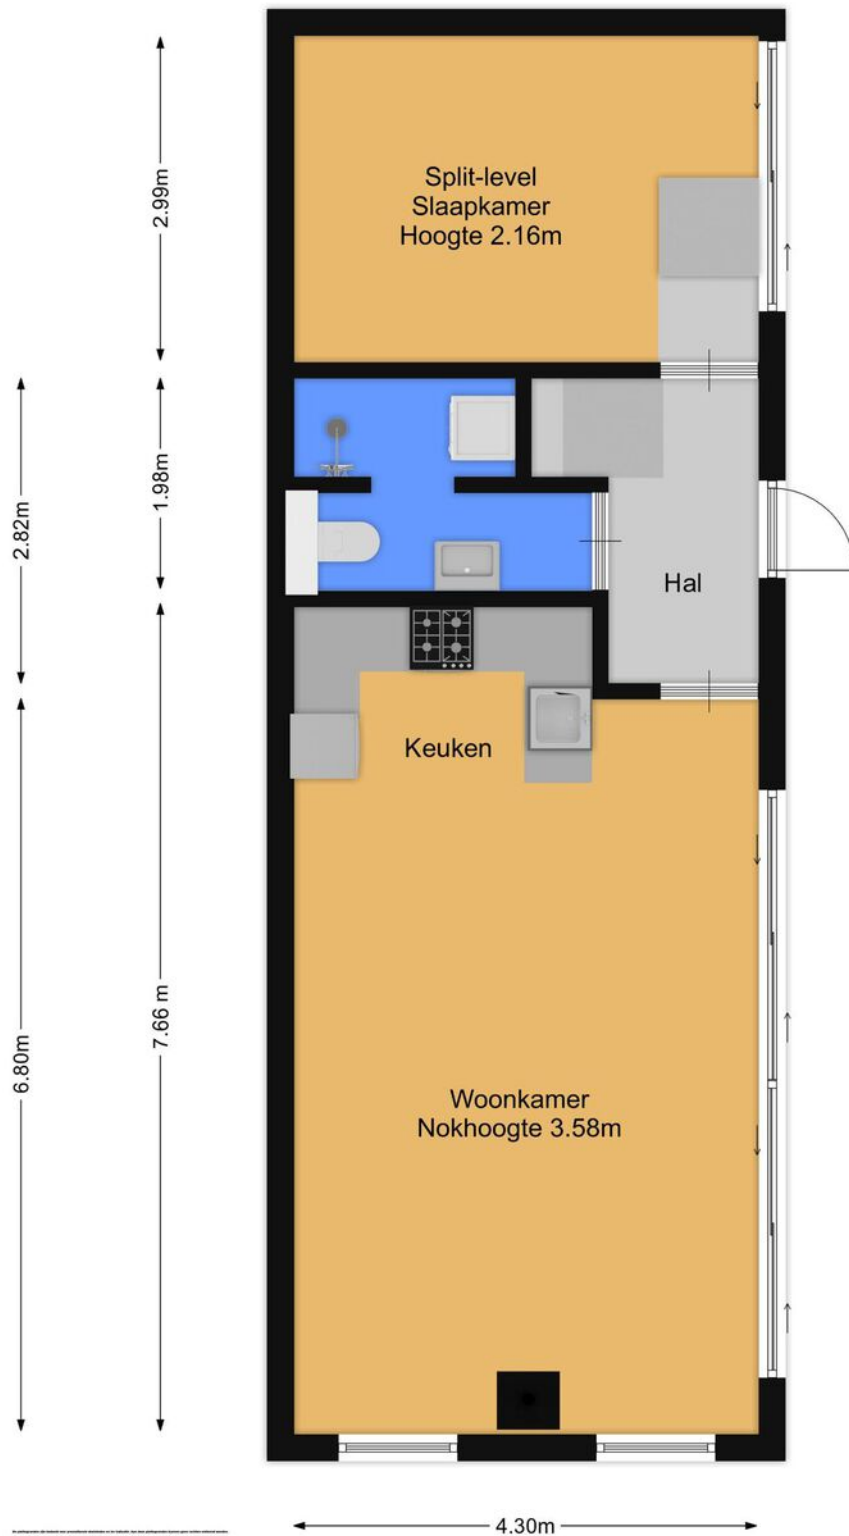 Split-level
Slaapkamer
Hoogte 2.16m
2.99m
1.98m
2.82m
Hal
Keuken
7.66 m
6.80m
Woonkamer
Nokhoogte 3.58m
4.30m